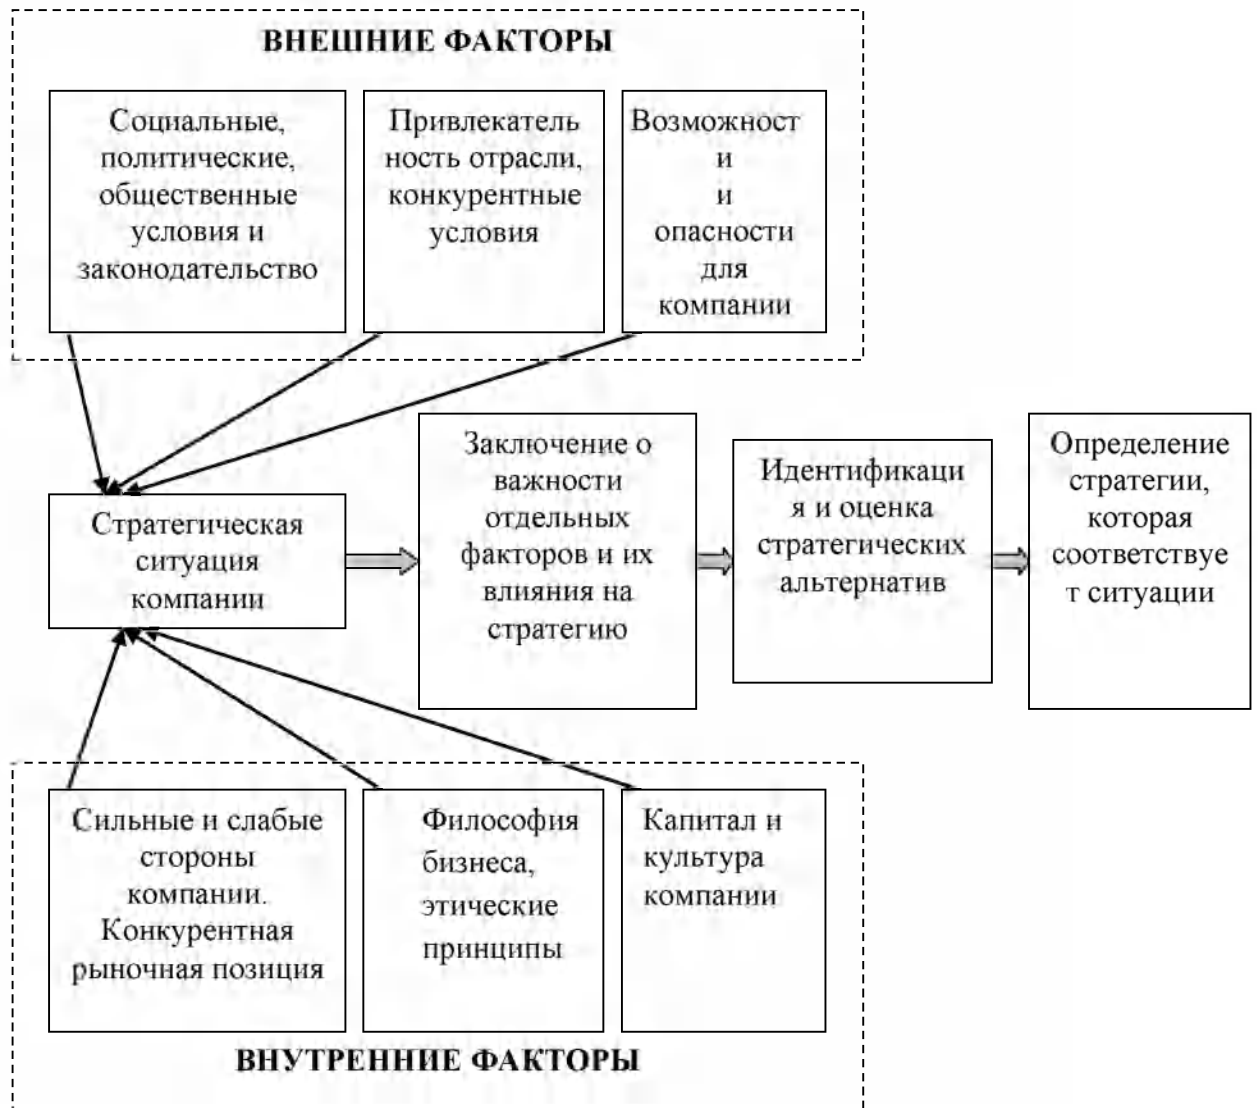 ВНЕШНИЕ ФАКТОРЫ
Социальные,
политические,
общественные
условия и
законодательство
Привлекатель
ность отрасли,
конкурентные
условия
Возможност
и
и
опасности
для
компании
Стратегическая
ситуация
компании
Заключение о
важности
отдельных
факторов и их
влияния на
стратегию
Идентификаци
я и оценка
стратегических
альтернатив
Определение
стратегии,
которая
соответствуе
т ситуации
Сильные и слабые
стороны
компании.
Конкурентная
рыночная позиция
Философия
бизнеса,
этические
принципы
Капитал и
культура
компании
ВНУТРЕННИЕ ФАКТОРЫ